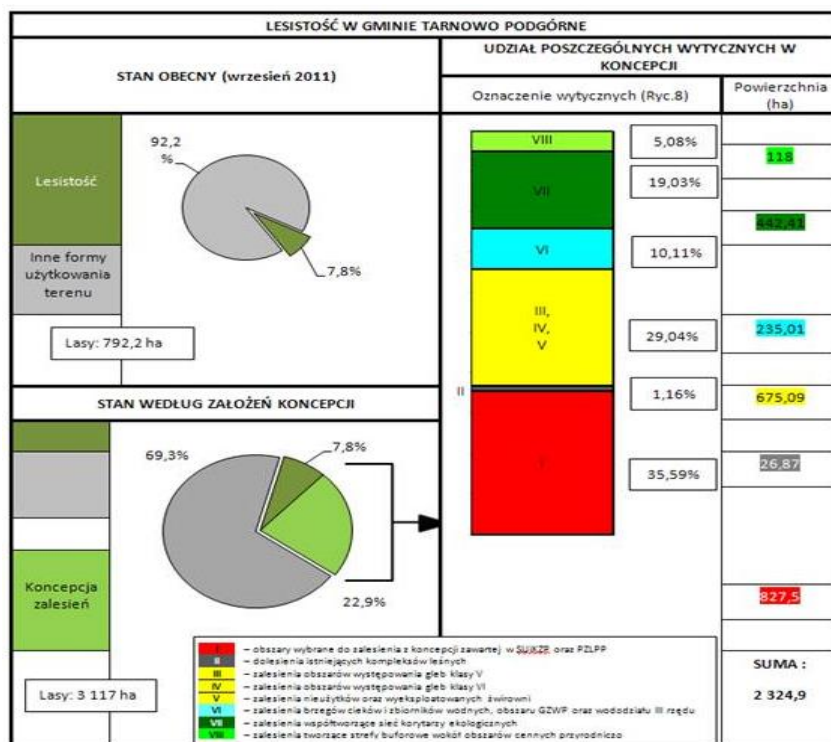 LESISTOŚĆ W GMINIE TARNOWO PODGÓRNE
STAN OBECNY (wrzesień 2011)
92,2
%
Lesistość
Inne formy
użytkowania
terenu
7,8%
Lasy: 792,2 ha
STAN WEDŁUG ZAŁOŻEŃ KONCEPCJI
69,3%
7,8%
Koncepcja
zalesień
22,9%
Lasy: 3 117 ha
UDZIAŁ POSZCZEGÓLNYCH WYTYCZNYCH W
KONCEPCJI
Oznaczenie wytycznych (Ryc.8)
Powierzchnia
(ha)
VIII
5,08%
118
VII
19,03%
442,41
VI
10,11%
235,01
III,
IV,
V
29,04%
675,09
II
1,16%
26,87
I
35,59%
827,5
SUMA :
2 324,9
I – obszary wybrane do zalesienia z koncepcji zawartej w SUiKZP oraz PZLPP
II – dolesienia istniejących kompleksów leśnych
III – zalesienia obszarów występowania gleb klasy V
IV – zalesienia obszarów występowania gleb klasy VI
V – zalesienia nieużytków oraz wyeksploatowanych żwirowni
VI – zalesienia brzegów cieków i zbiorników wodnych, obszaru GZWP oraz wododziału III rzędu
VII – zalesienia współtworzące sieć korytarzy ekologicznych
VIII – zalesienia tworzące strefy buforowe wokół obszarów cennych przyrodniczo